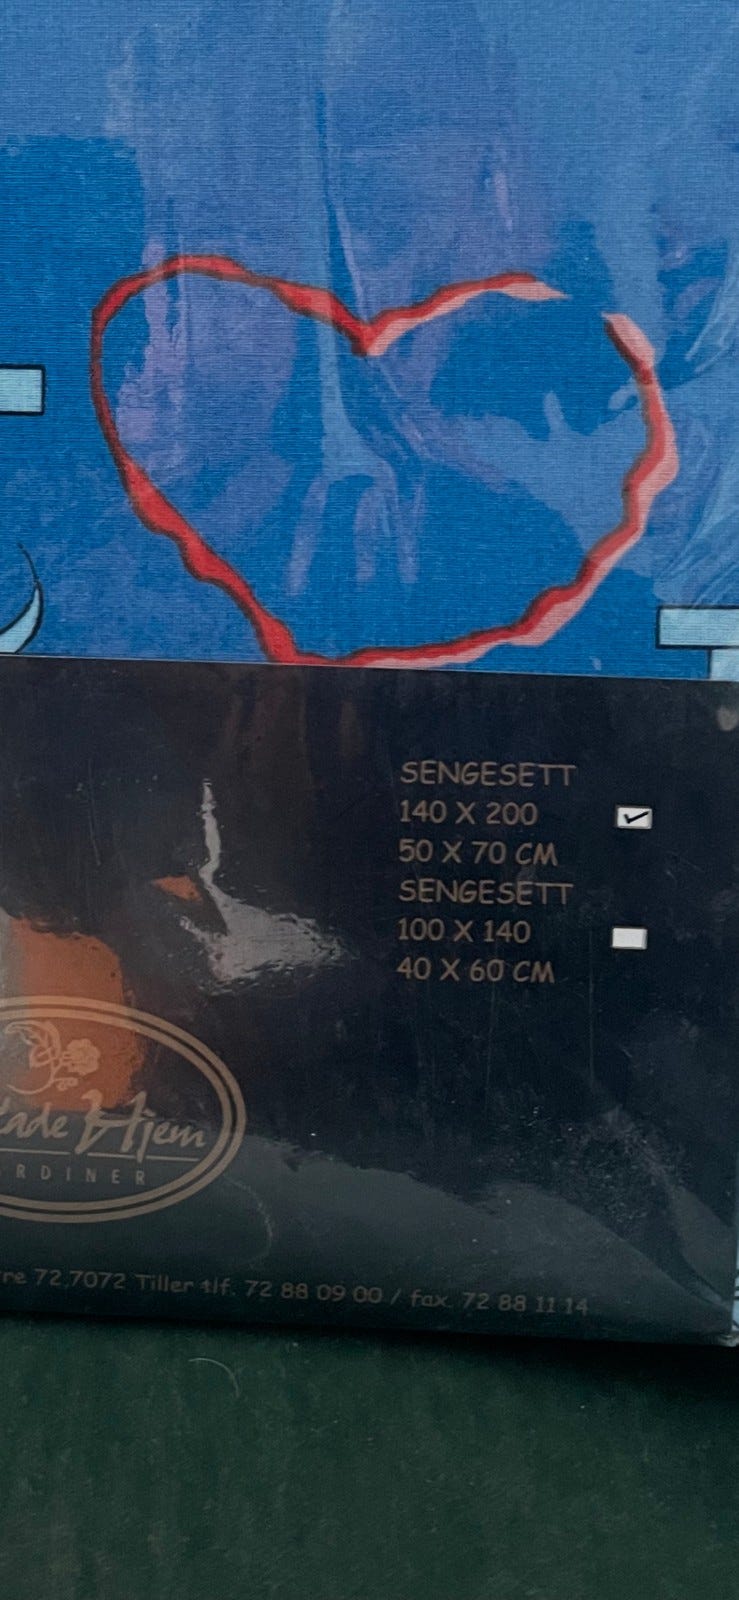 SENGESETT
140 X 200
50 X 70 CM
SENGESETT
100 X 140
40 X 60 CM
Hjem
72,7072 Tiller tlf. 72 88 09 00 / fax. 72 88 11 14